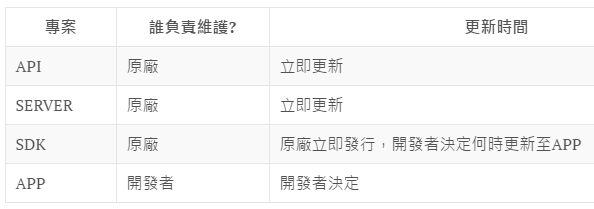 專案 誰負責維護? 更新時間
API 原廠 立即更新
SERVER 原廠 立即更新
SDK 原廠 原廠立即發行，開發者決定何時更新至APP
APP 開發者 開發者決定